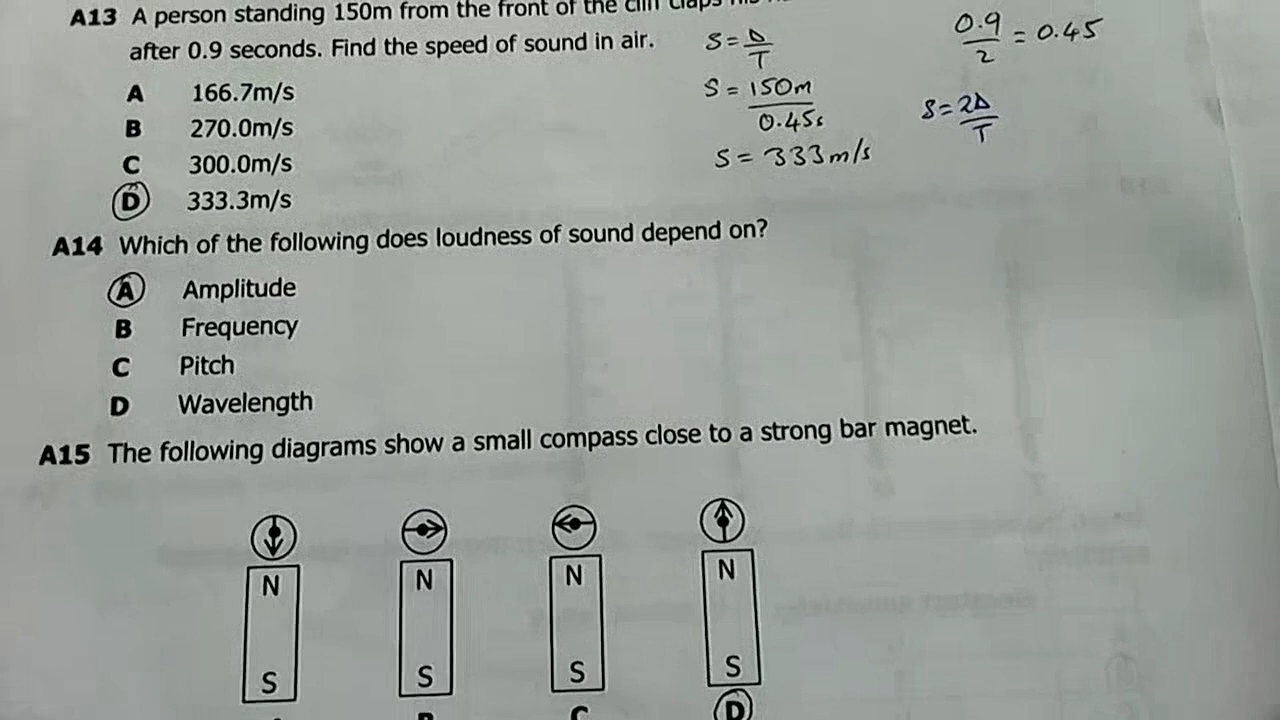 A13 A person standing 150m from the front of the cliff claps
after 0.9 seconds. Find the speed of sound in air.
S = D/T
0.9/2 = 0.45
A 166.7m/s
S = 150m/0.45s
S = 2D/T
B 270.0m/s
C 300.0m/s
S = 333m/s
D 333.3m/s
A14 Which of the following does loudness of sound depend on?
A Amplitude
B Frequency
C Pitch
D Wavelength
A15 The following diagrams show a small compass close to a strong bar magnet.
N N N N
S S S S
B C D